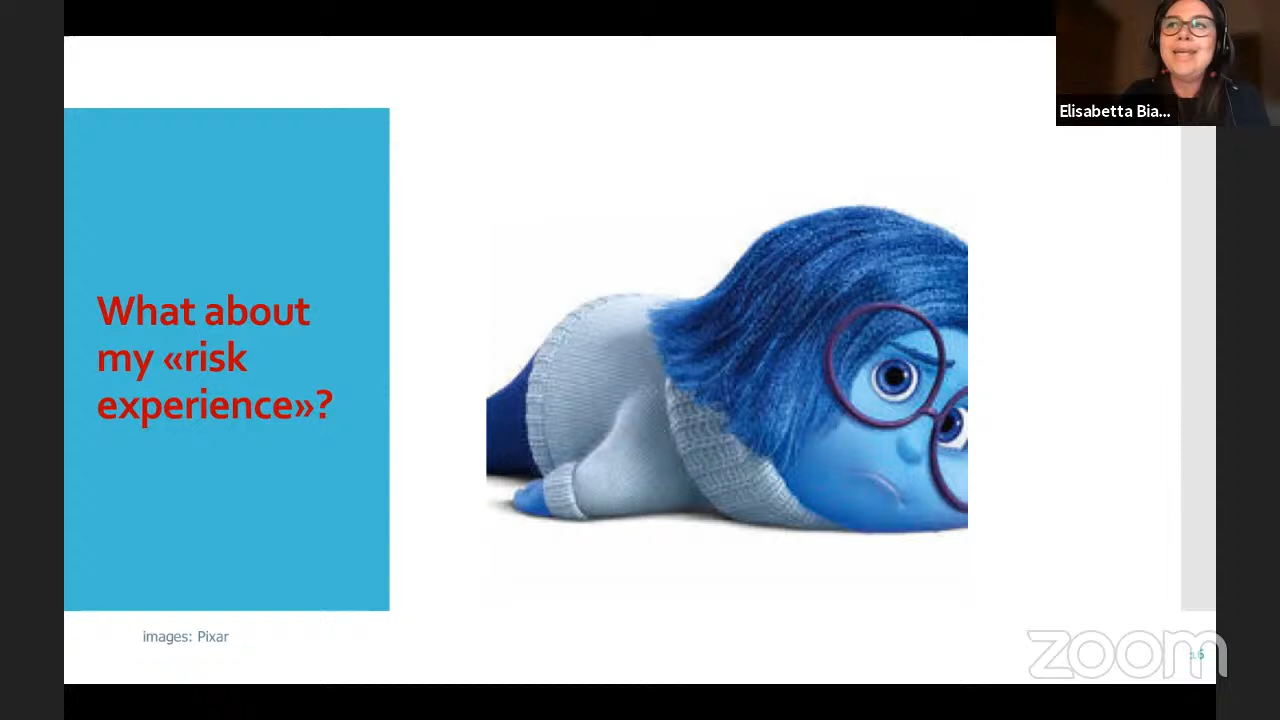 Elisabetta Bia...
What about
my «risk
experience»?
images: Pixar
zoom